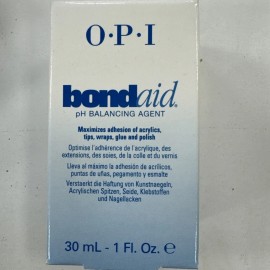 O·P·I
bondaid®
pH BALANCING AGENT
Maximizes adhesion of acrylics,
tips, wraps, glue and polish
Optimise l'adhérence de l'acrylique, des
extensions, des soies, de la colle et du vernis
Lleva al máximo la adhesión de acrílicos,
puntas de uñas, pegamento y esmalte
Verstaerkt die Haftung von Kunstnaegeln,
Acrylischen Spitzen, Seide, Klebstoffen
und Nagellacken
30 mL - 1 Fl. Oz. ℮